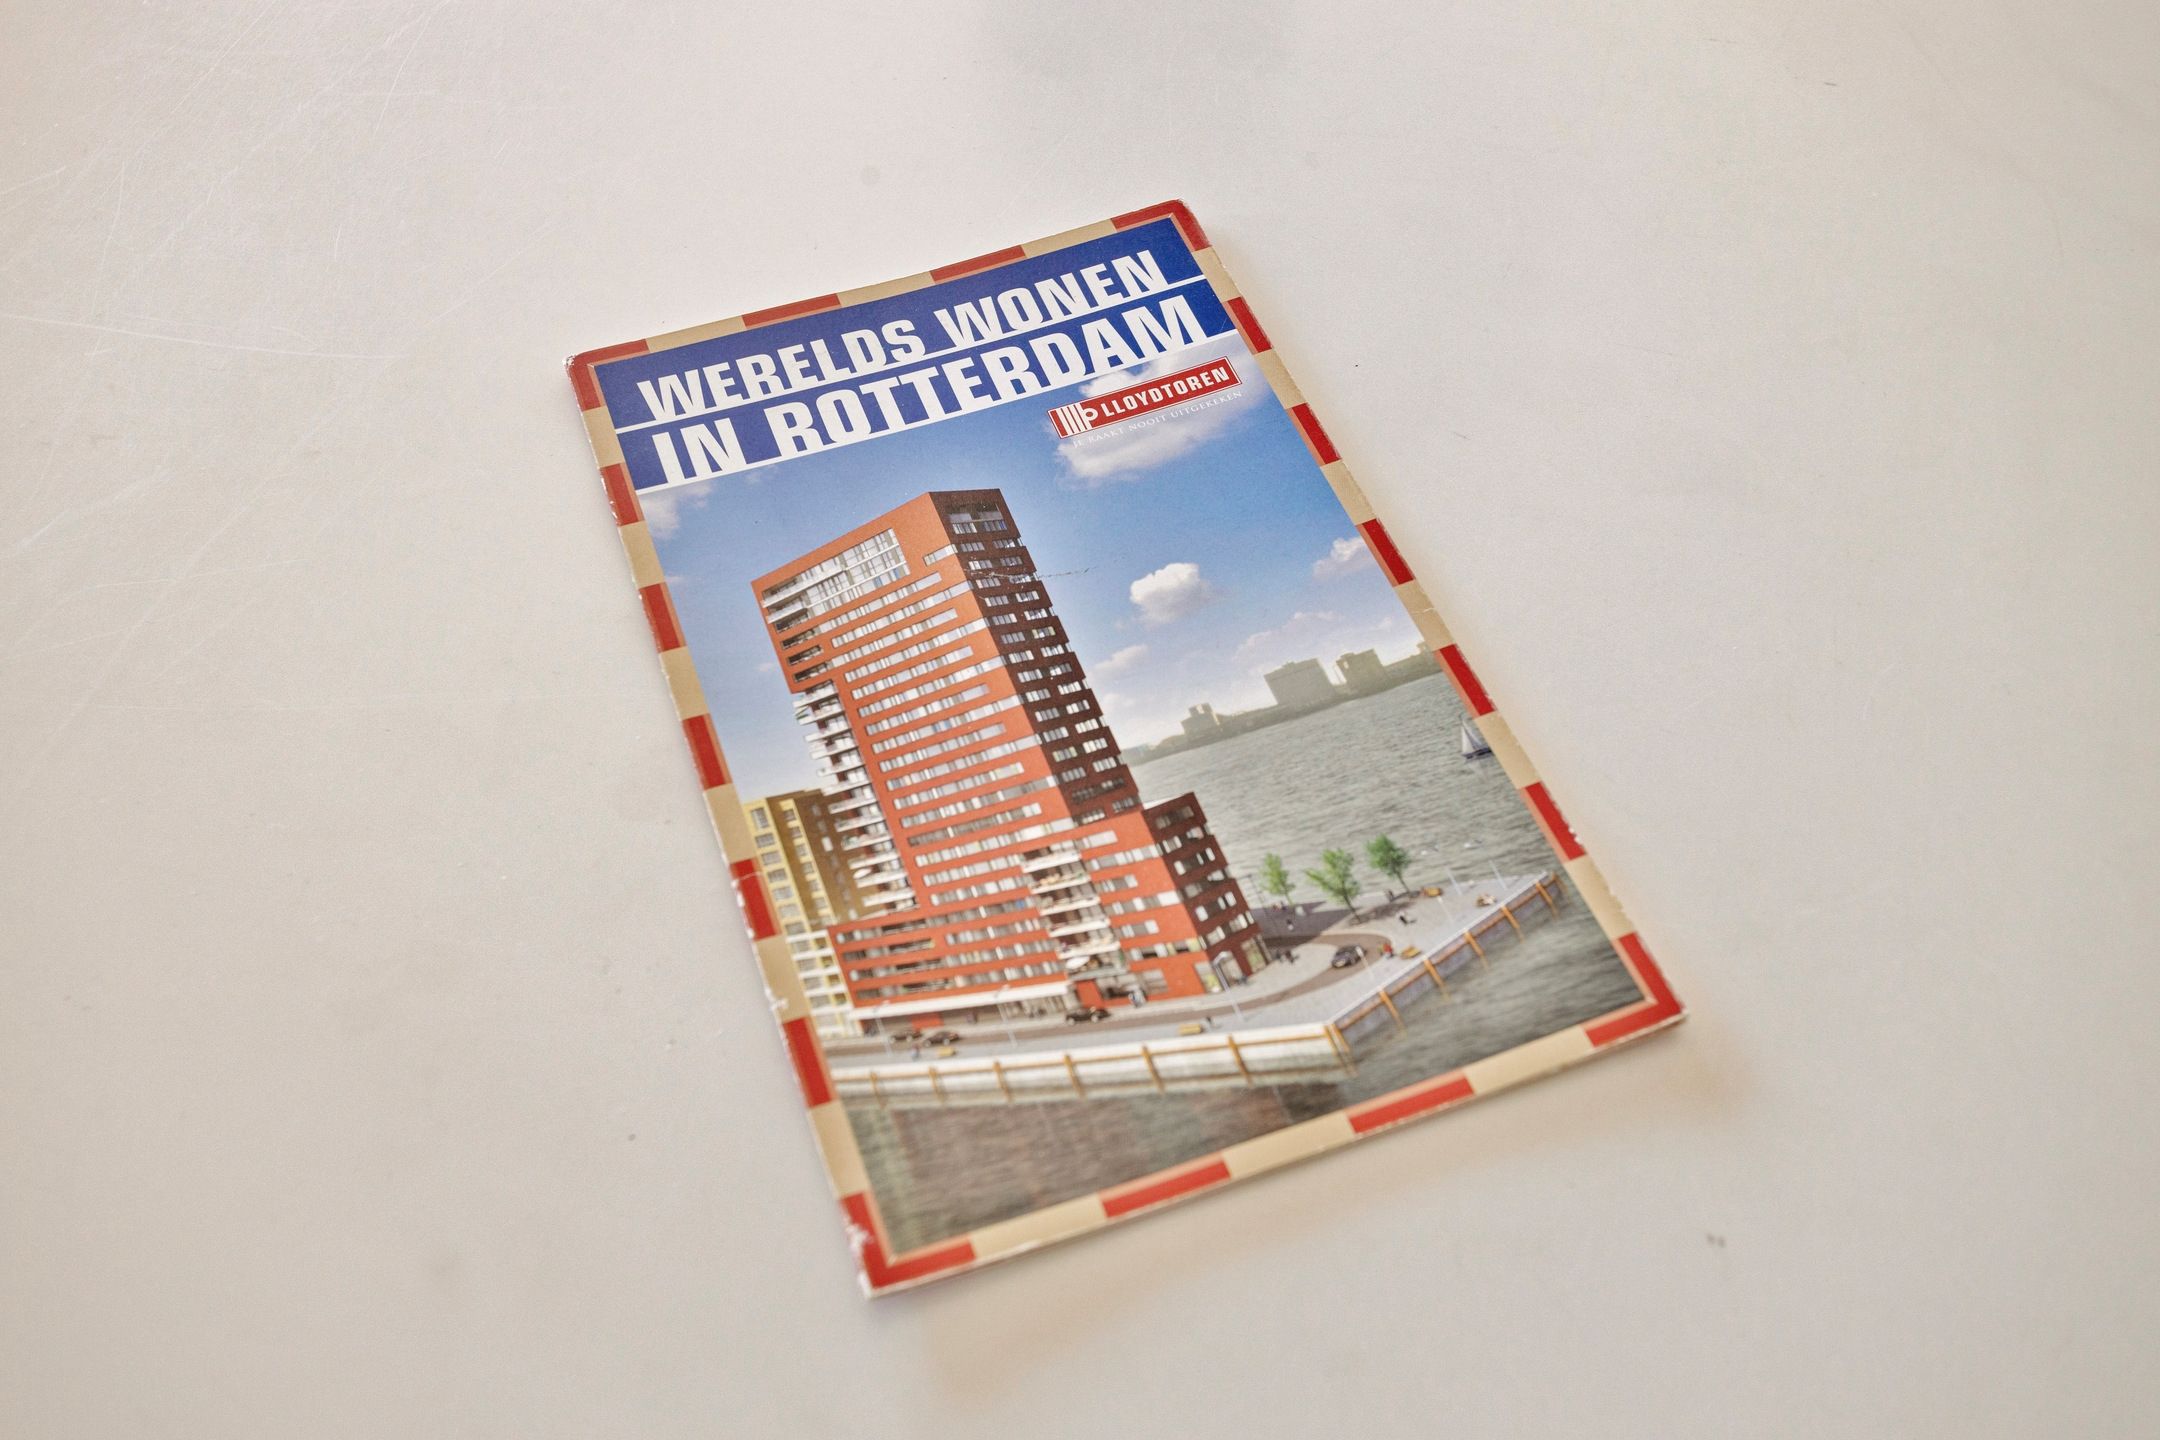 WERELDS WONEN
IN ROTTERDAM
LLOYDTOREN
JE RAAKT NOOIT UITGEKEKEN